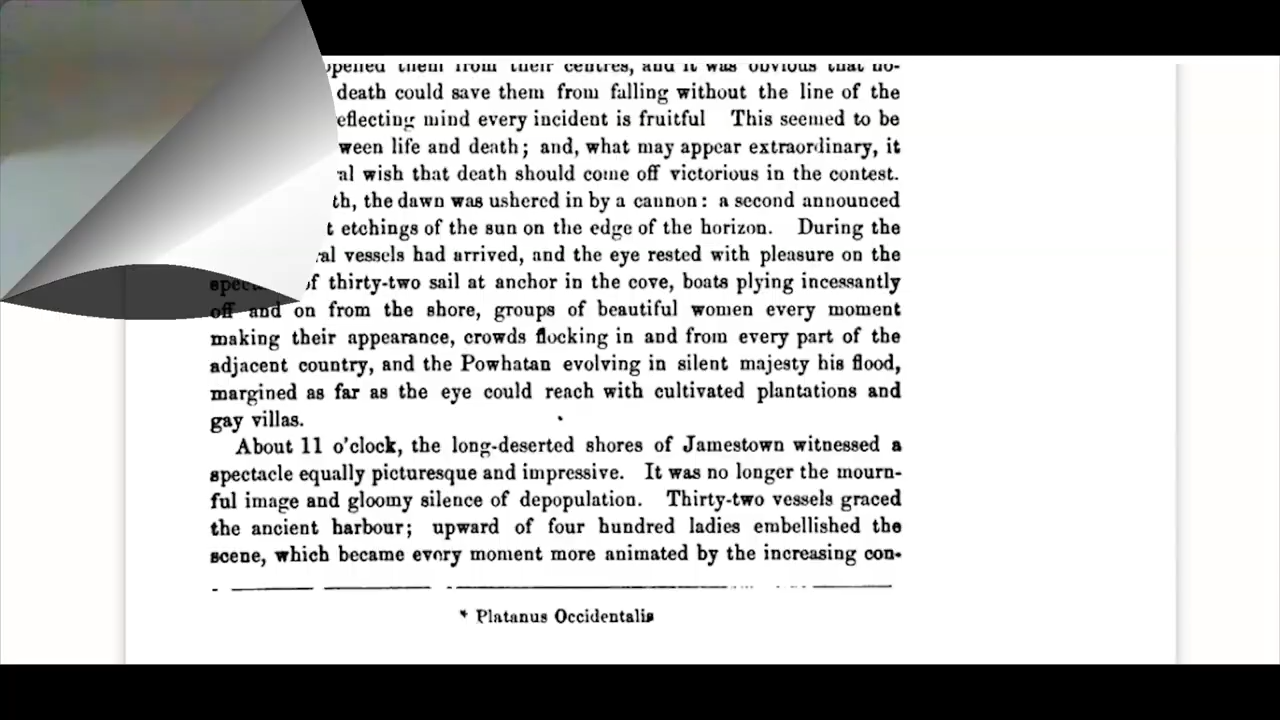 them from their centres, and it was obvious that no-
death could save them from falling without the line of the
eflecting mind every incident is fruitful This seemed to be
ween life and death; and, what may appear extraordinary, it
al wish that death should come off victorious in the contest.
th, the dawn was ushered in by a cannon: a second announced
t etchings of the sun on the edge of the horizon. During the
al vessels had arrived, and the eye rested with pleasure on the
of thirty-two sail at anchor in the cove, boats plying incessantly
off and on from the shore, groups of beautiful women every moment
making their appearance, crowds flocking in and from every part of the
adjacent country, and the Powhatan evolving in silent majesty his flood,
margined as far as the eye could reach with cultivated plantations and
gay villas.
About 11 o'clock, the long-deserted shores of Jamestown witnessed a
spectacle equally picturesque and impressive. It was no longer the mourn-
ful image and gloomy silence of depopulation. Thirty-two vessels graced
the ancient harbour; upward of four hundred ladies embellished the
scene, which became every moment more animated by the increasing con-
* Platanus Occidentalis